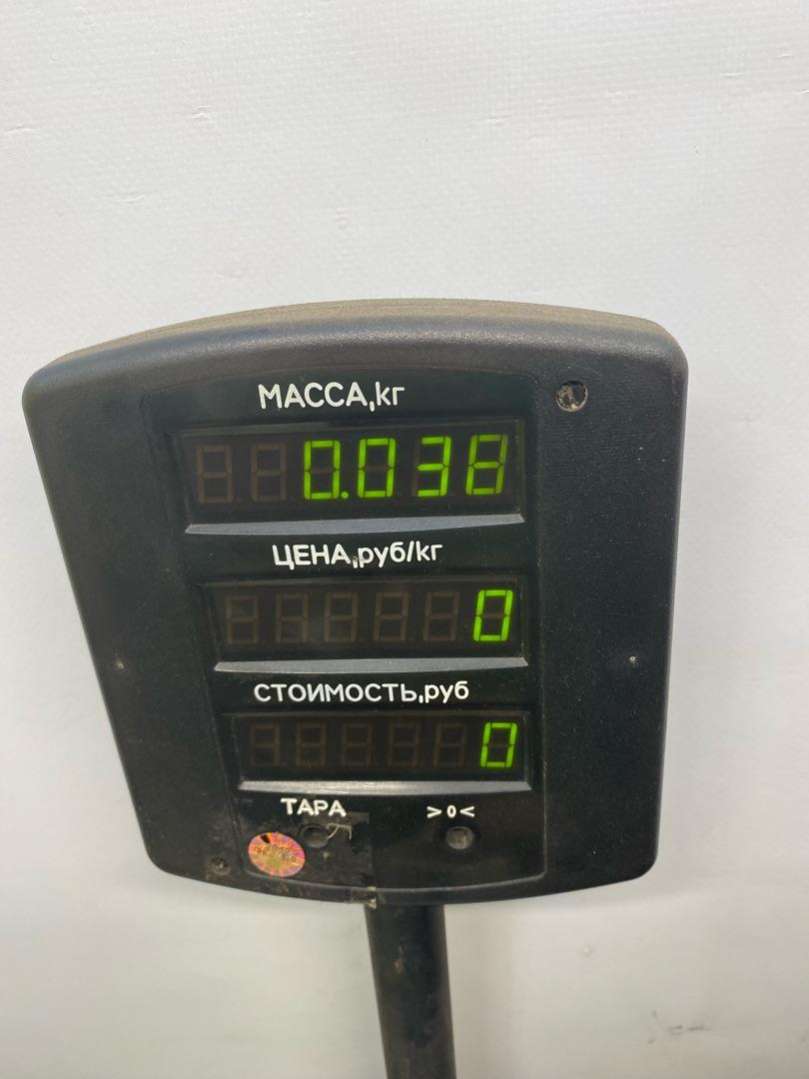 МАССА,кг
0.038
ЦЕНА,руб/кг
0
СТОИМОСТЬ,руб
0
ТАРА >0<